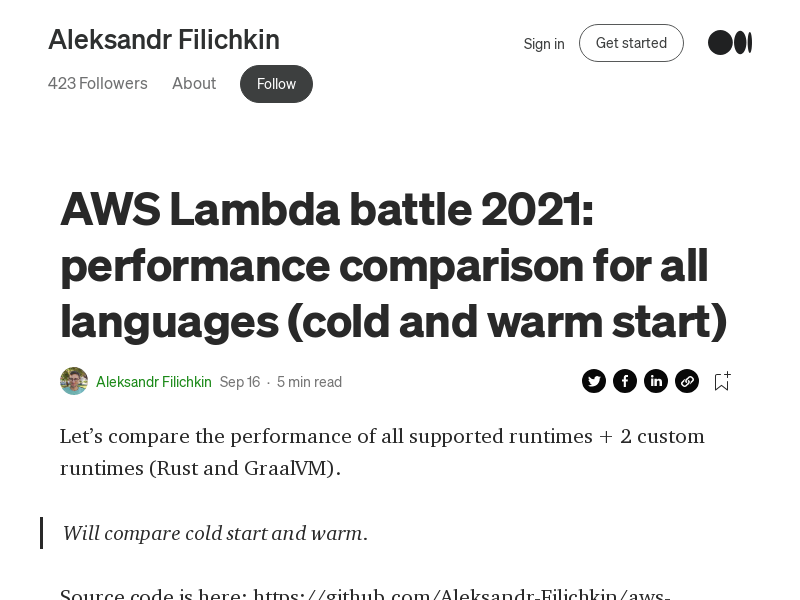 Aleksandr Filichkin
Sign in
Get started
423 Followers
About
Follow
AWS Lambda battle 2021:
performance comparison for all
languages (cold and warm start)
Aleksandr Filichkin Sep 16 · 5 min read
Let’s compare the performance of all supported runtimes + 2 custom
runtimes (Rust and GraalVM).
Will compare cold start and warm.
Source code is here: https://github.com/Aleksandr-Filichkin/aws-